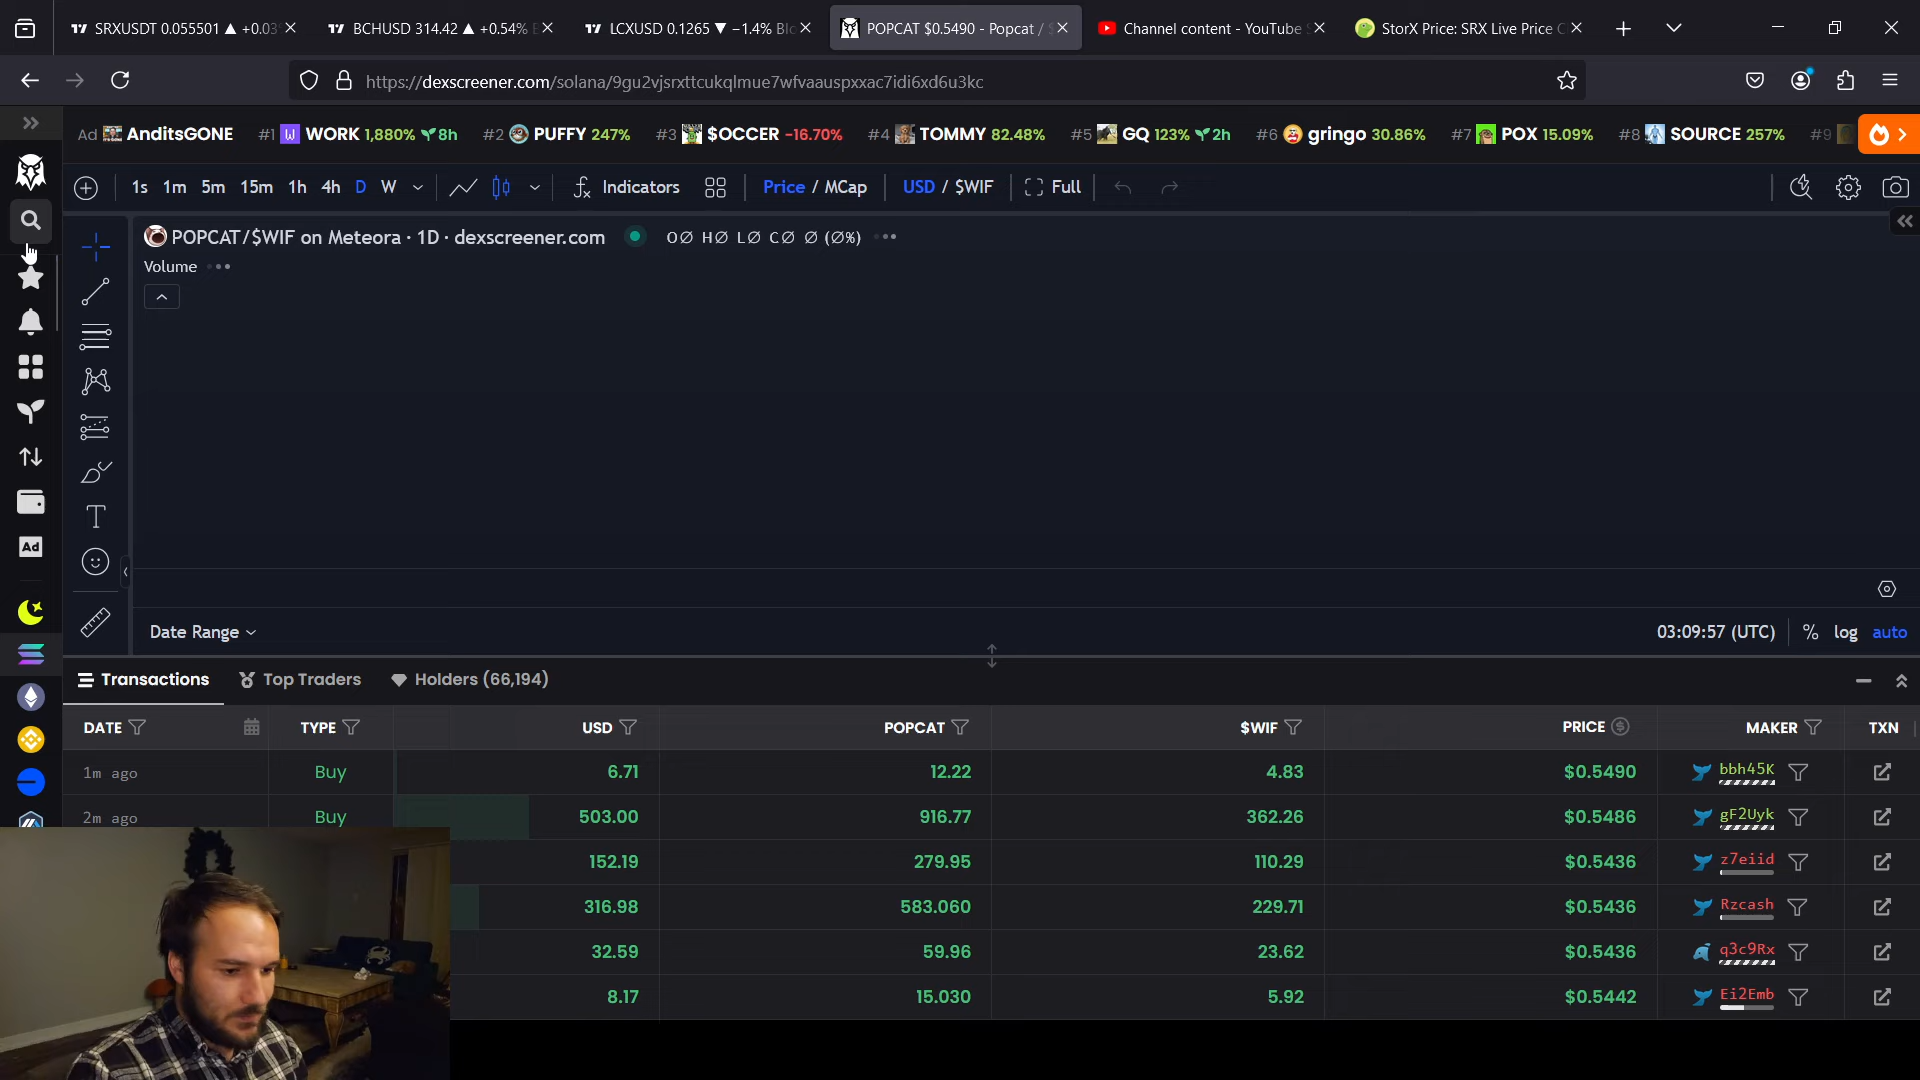 SRXUSDT 0.055501 ▲ +0.03
BCHUSD 314.42 ▲ +0.54% B
LCXUSD 0.1265 ▼ −1.4% Blo
POPCAT $0.5490 - Popcat /
Channel content - YouTube
StorX Price: SRX Live Price C
https://dexscreener.com/solana/9gu2vjsrxttcukqlmue7wfvaauspxxac7idi6xd6u3kc
Ad AnditsGONE #1 WORK 1,880% 8h #2 PUFFY 247% #3 $OCCER -16.70% #4 TOMMY 82.48% #5 GQ 123% 2h #6 gringo 30.86% #7 POX 15.09% #8 SOURCE 257% #9
1s 1m 5m 15m 1h 4h D W Indicators Price / MCap USD / $WIF Full
POPCAT/$WIF on Meteora · 1D · dexscreener.com O∅ H∅ L∅ C∅ ∅ (∅%)
Volume
Ad
Date Range 03:09:57 (UTC) % log auto
Transactions Top Traders Holders (66,194)
DATE TYPE USD POPCAT $WIF PRICE MAKER TXN
1m ago Buy 6.71 12.22 4.83 $0.5490 bbh45K
2m ago Buy 503.00 916.77 362.26 $0.5486 gF2Uyk
152.19 279.95 110.29 $0.5436 z7eiid
316.98 583.060 229.71 $0.5436 Rzcash
32.59 59.96 23.62 $0.5436 q3c9Rx
8.17 15.030 5.92 $0.5442 Ei2Emb